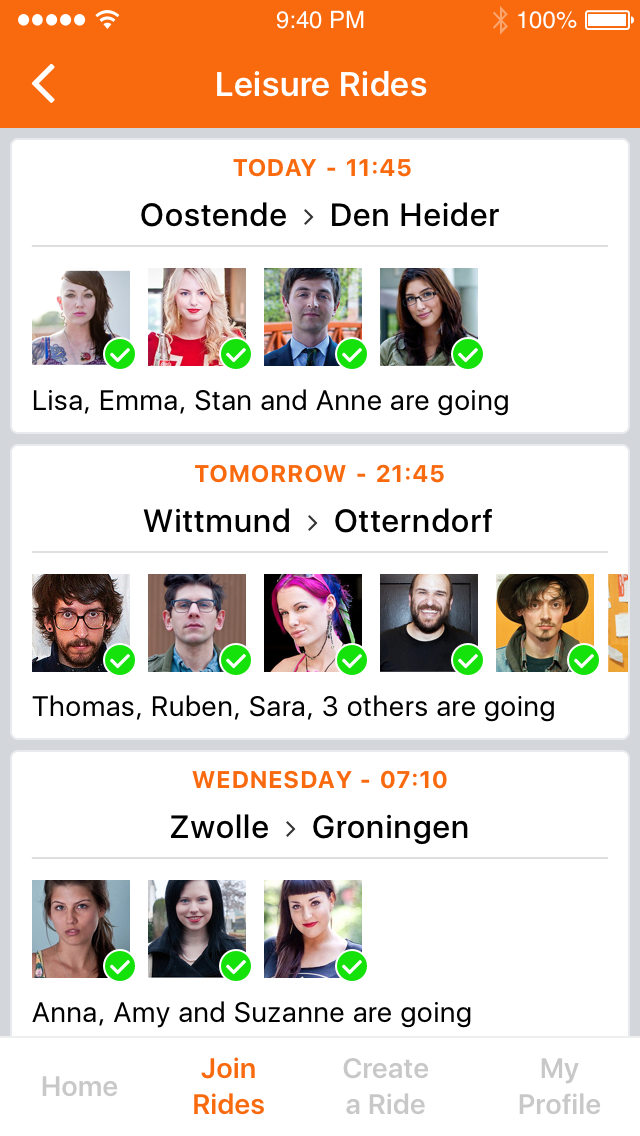 9:40 PM 100%
Leisure Rides
TODAY - 11:45
Oostende > Den Heider
Lisa, Emma, Stan and Anne are going
TOMORROW - 21:45
Wittmund > Otterndorf
Thomas, Ruben, Sara, 3 others are going
WEDNESDAY - 07:10
Zwolle > Groningen
Anna, Amy and Suzanne are going
Home
Join
Rides
Create
a Ride
My
Profile